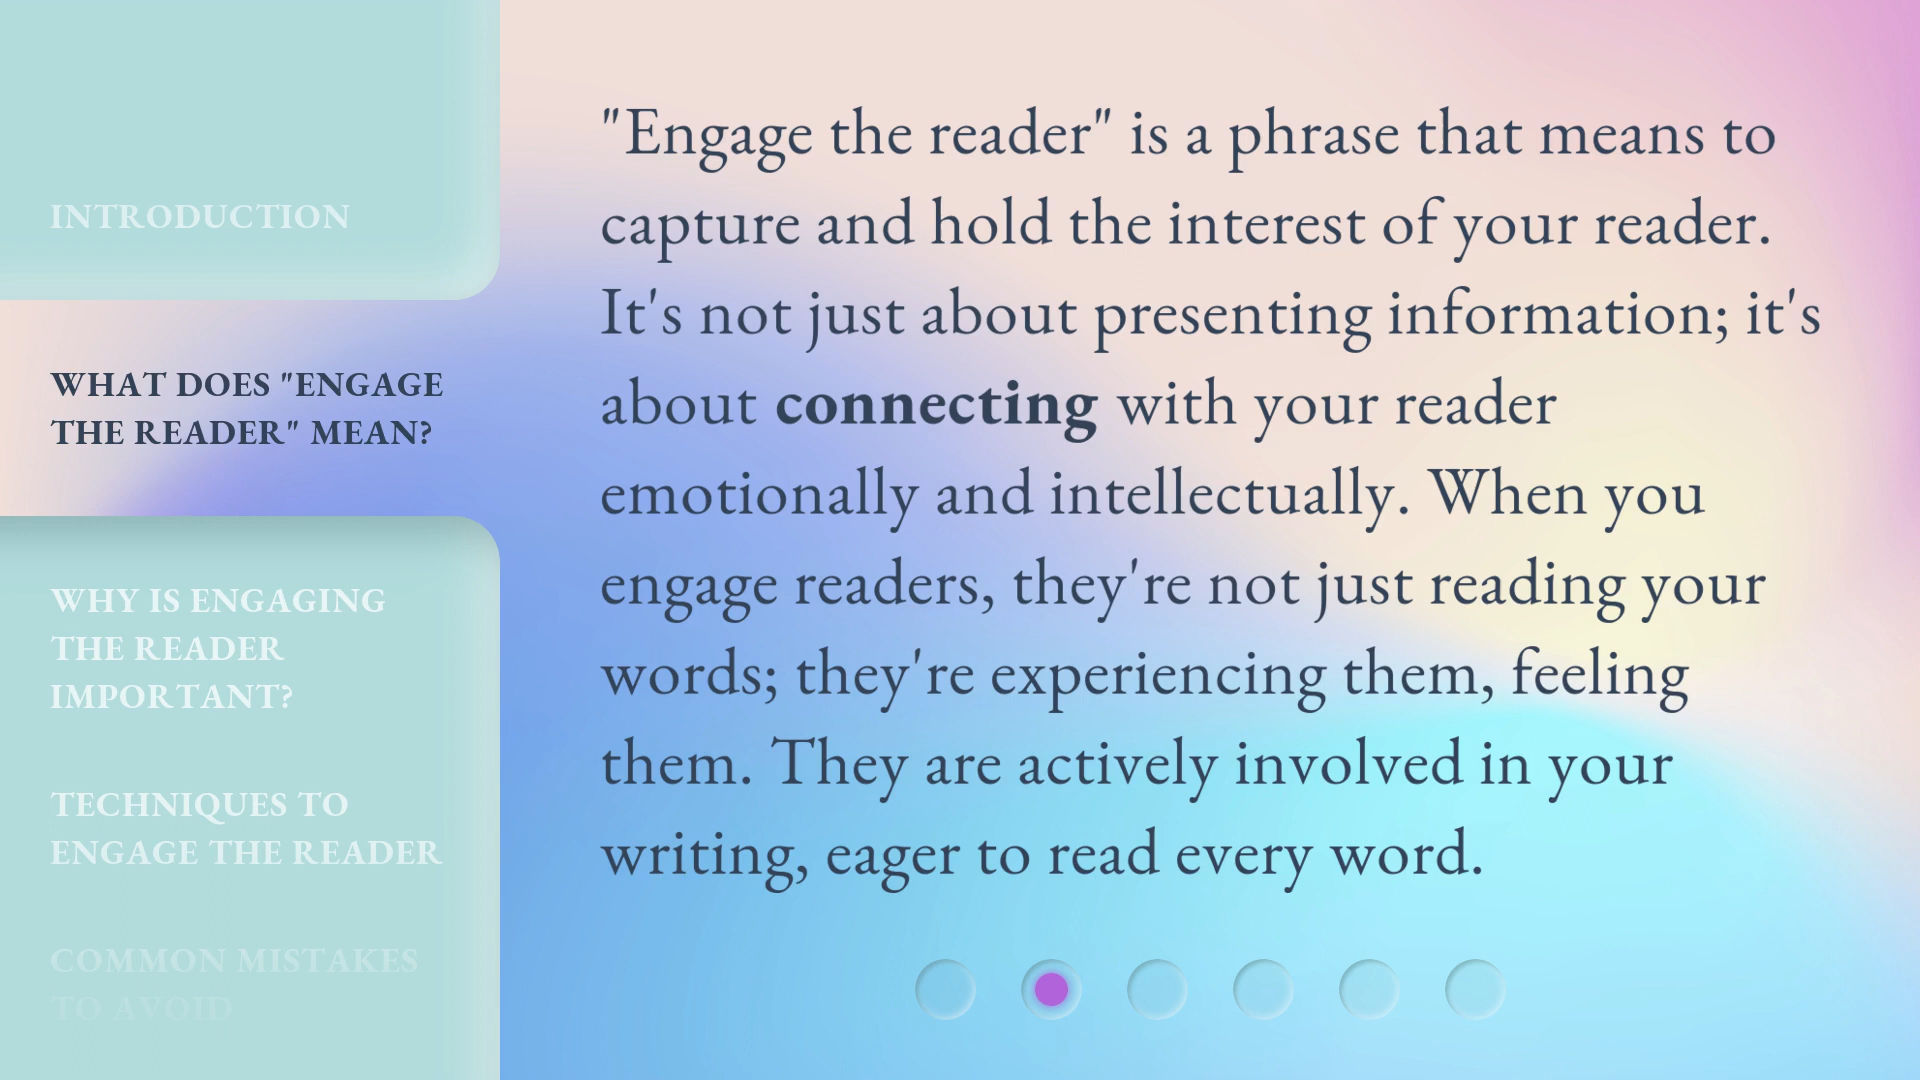 INTRODUCTION
WHAT DOES "ENGAGE
THE READER" MEAN?
WHY IS ENGAGING
THE READER
IMPORTANT?
TECHNIQUES TO
ENGAGE THE READER
COMMON MISTAKES
TO AVOID
"Engage the reader" is a phrase that means to
capture and hold the interest of your reader.
It's not just about presenting information; it's
about connecting with your reader
emotionally and intellectually. When you
engage readers, they're not just reading your
words; they're experiencing them, feeling
them. They are actively involved in your
writing, eager to read every word.